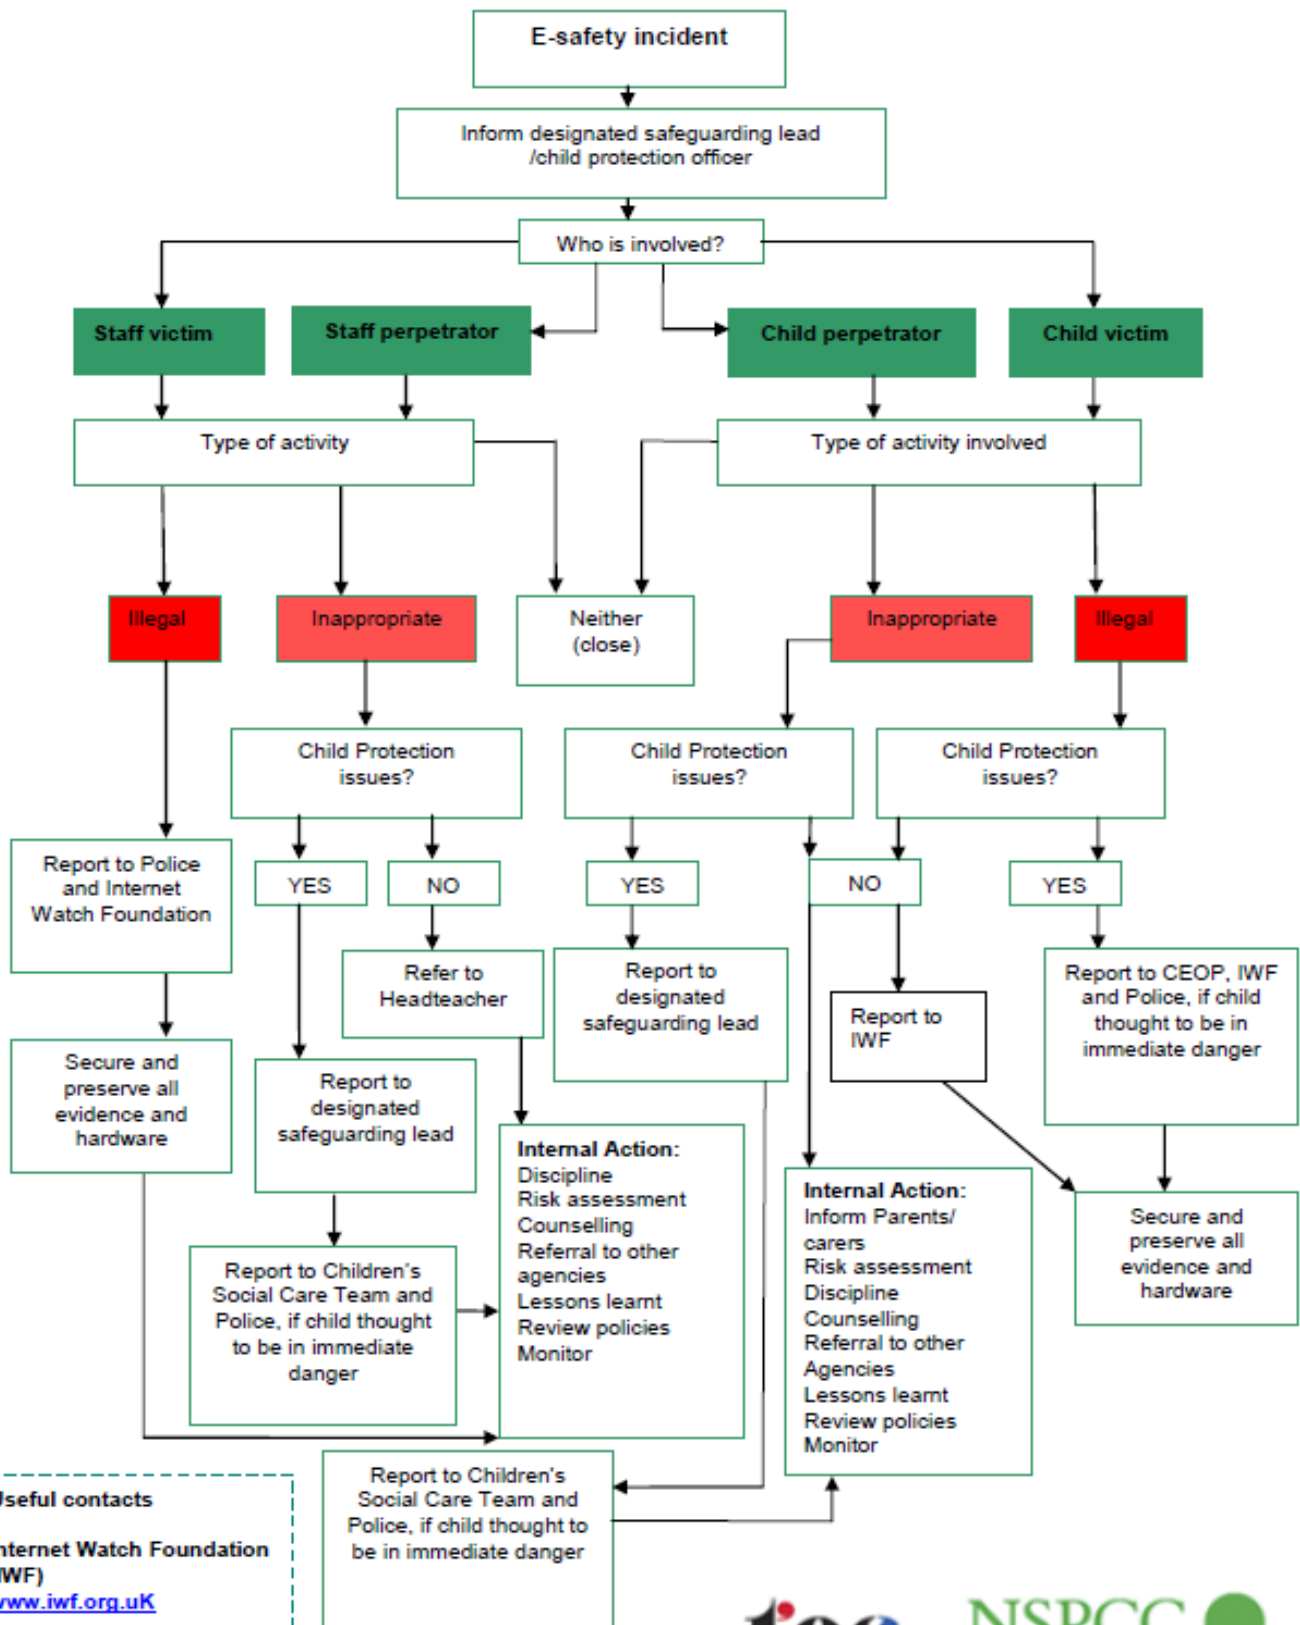 E-safety incident
Inform designated safeguarding lead
/child protection officer
Who is involved?
Staff victim
Staff perpetrator
Child perpetrator
Child victim
Type of activity
Type of activity involved
Illegal
Inappropriate
Neither
(close)
Inappropriate
Illegal
Child Protection
issues?
Child Protection
issues?
Child Protection
issues?
Report to Police
and Internet
Watch Foundation
YES
NO
YES
NO
YES
Refer to
Headteacher
Report to
designated
safeguarding lead
Report to
IWF
Report to CEOP, IWF
and Police, if child
thought to be in
immediate danger
Secure and
preserve all
evidence and
hardware
Report to
designated
safeguarding lead
Internal Action:
Discipline
Risk assessment
Counselling
Referral to other
agencies
Lessons learnt
Review policies
Monitor
Internal Action:
Inform Parents/
carers
Risk assessment
Discipline
Counselling
Referral to other
Agencies
Lessons learnt
Review policies
Monitor
Secure and
preserve all
evidence and
hardware
Report to Children's
Social Care Team and
Police, if child thought
to be in immediate
danger
Report to Children's
Social Care Team and
Police, if child thought to
be in immediate danger
Useful contacts
Internet Watch Foundation
(IWF)
www.iwf.org.uK
NSPCC